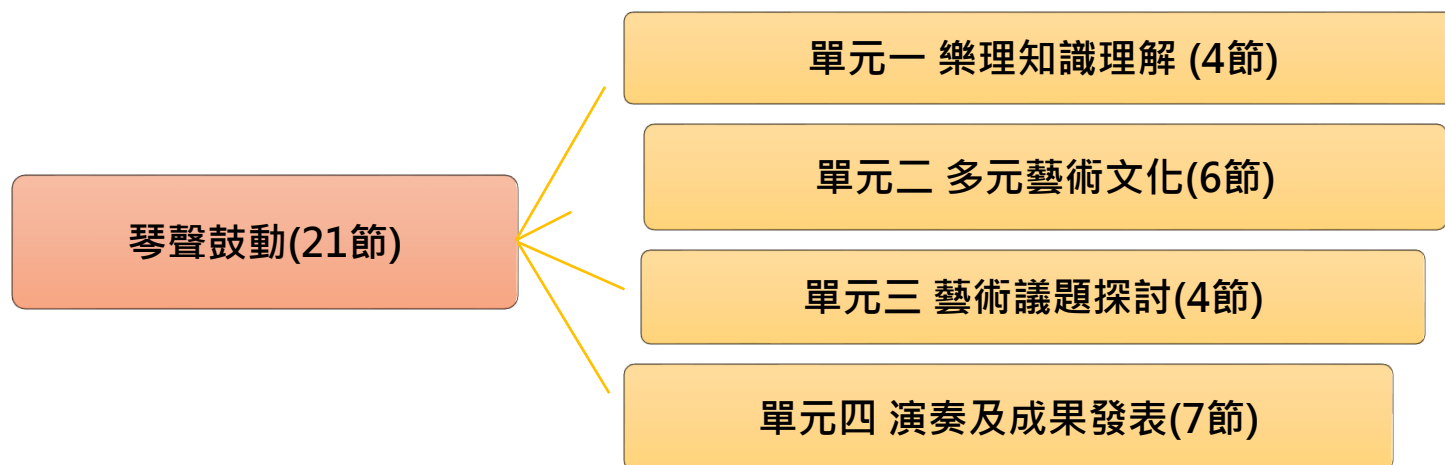 單元一 樂理知識理解 (4節)
單元二 多元藝術文化(6節)
琴聲鼓動(21節)
單元三 藝術議題探討(4節)
單元四 演奏及成果發表(7節)